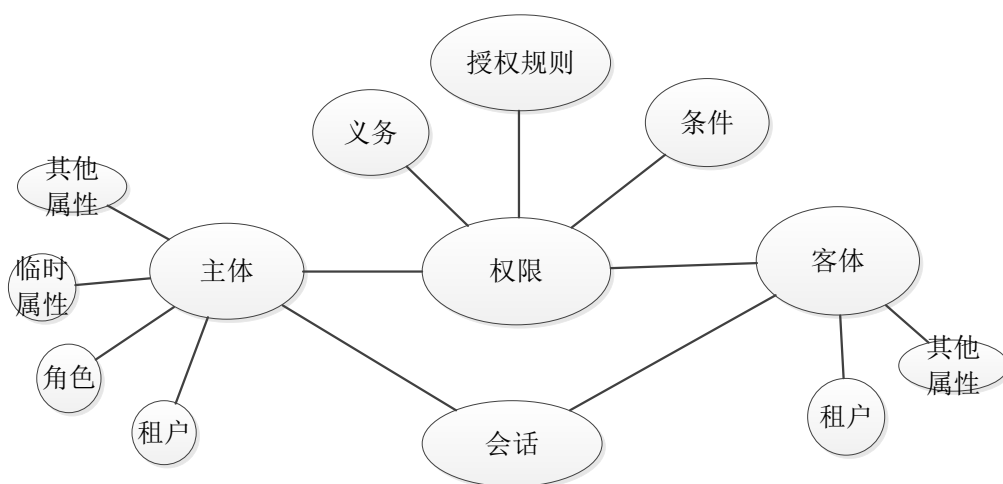 授权规则
义务
条件
其他
属性
主体
权限
客体
临时
属性
其他
属性
角色
租户
会话
租户